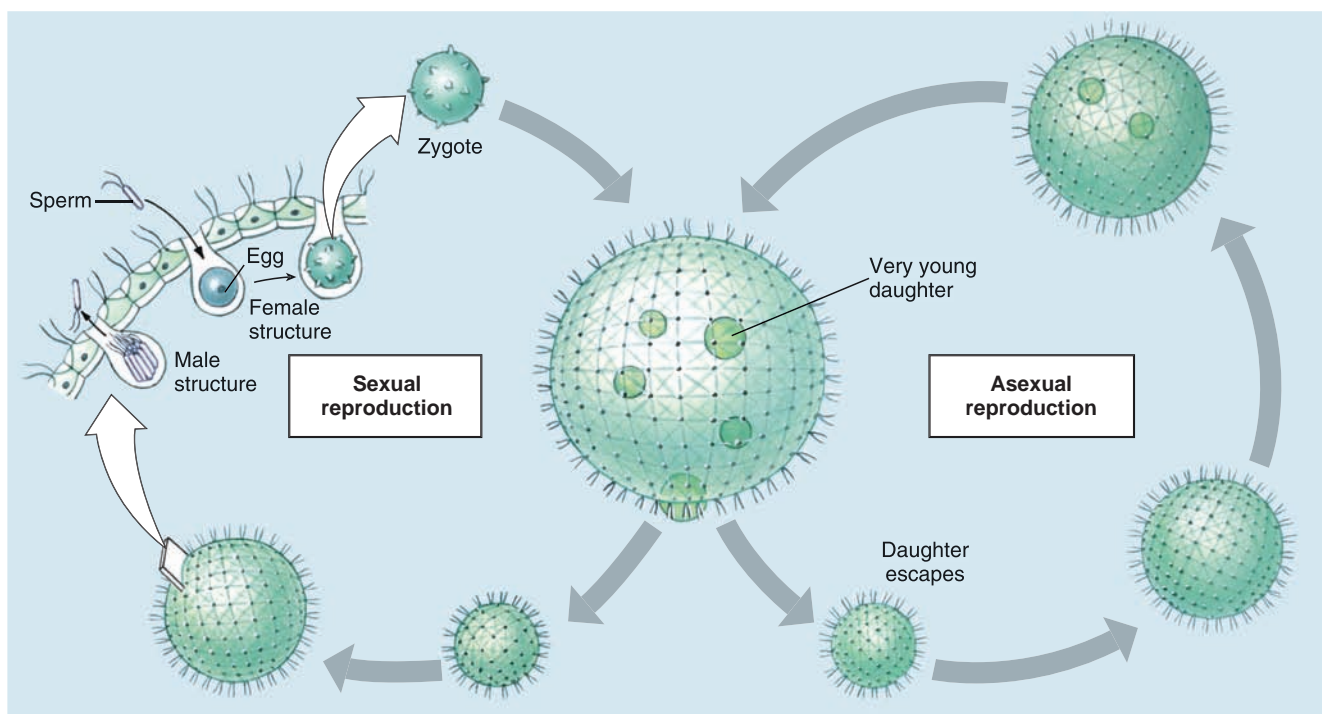 Zygote
Sperm
Egg
Female
structure
Male
structure
Sexual
reproduction
Very young
daughter
Asexual
reproduction
Daughter
escapes